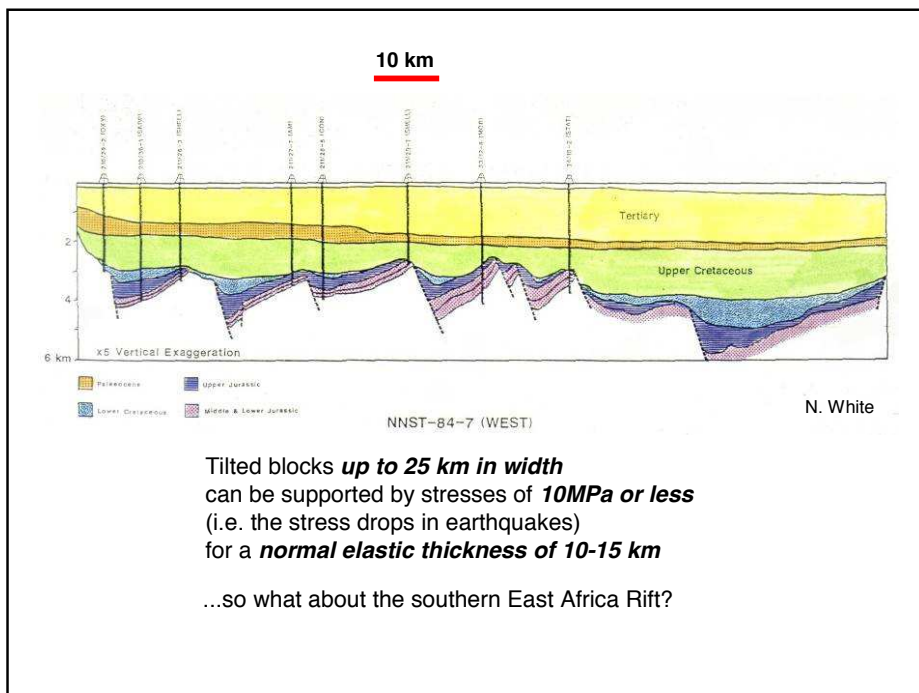 10 km
Tertiary
2
Upper Cretaceous
4
6 km
x5 Vertical Exaggeration
Paleocene
Upper Jurassic
Lower Cretaceous
Middle & Lower Jurassic
N. White
NNST-84-7 (WEST)
Tilted blocks up to 25 km in width
can be supported by stresses of 10MPa or less
(i.e. the stress drops in earthquakes)
for a normal elastic thickness of 10-15 km
...so what about the southern East Africa Rift?